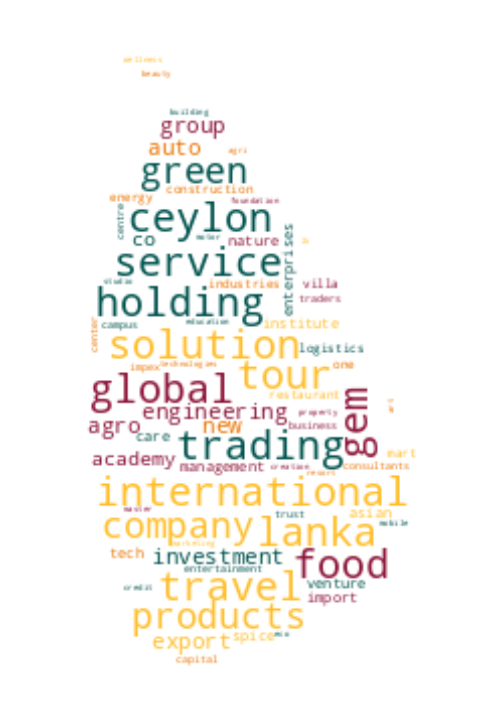 wellness
beauty
building
group
auto agri
green
energy construction
centre foundation
ceylon
co motor nature enterprises
service
studio industries villa
holding traders
center campus education institute
solution logistics
impex technologies tour one
global restaurant
engineering property gem
agro new business
care trading
academy management creation mart
resort consultants
international
master trust asian
company lanka mobile
marketing
tech investment food
entertainment
credit travel venture
import
products
export spice eco
capital